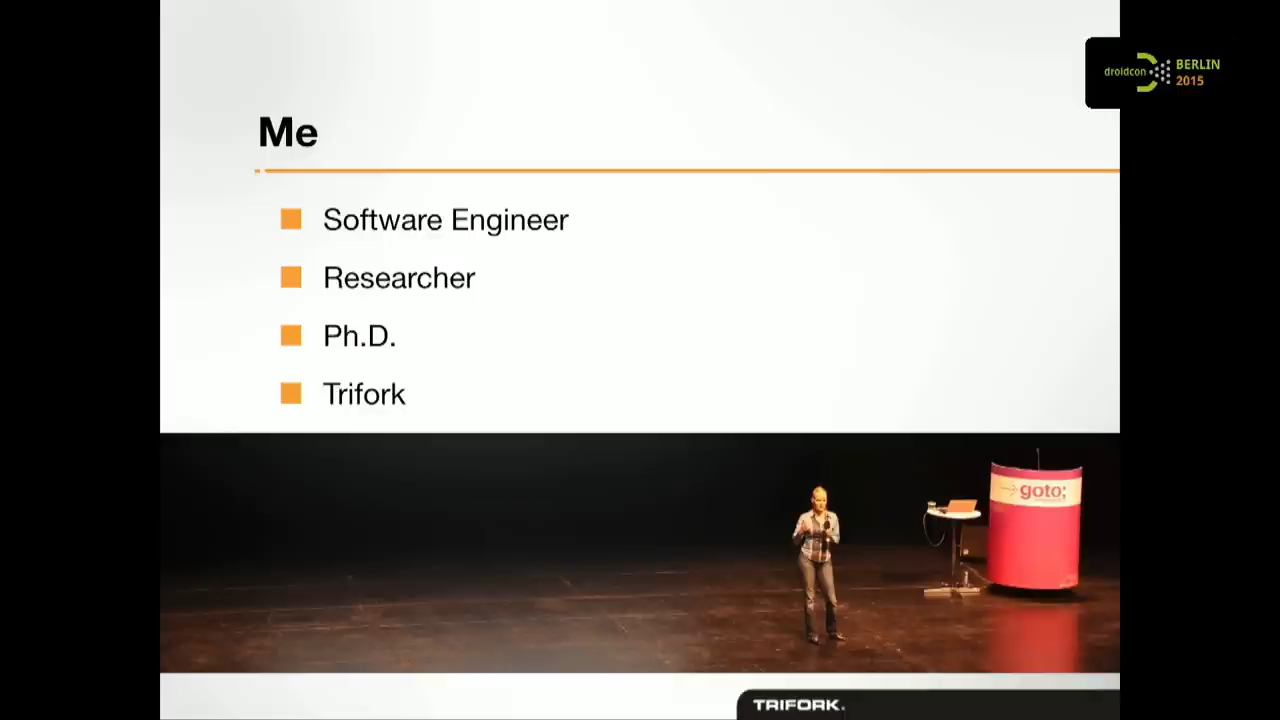 droidcon
BERLIN
2015
Me
Software Engineer
Researcher
Ph.D.
Trifork
goto;
TRIFORK.